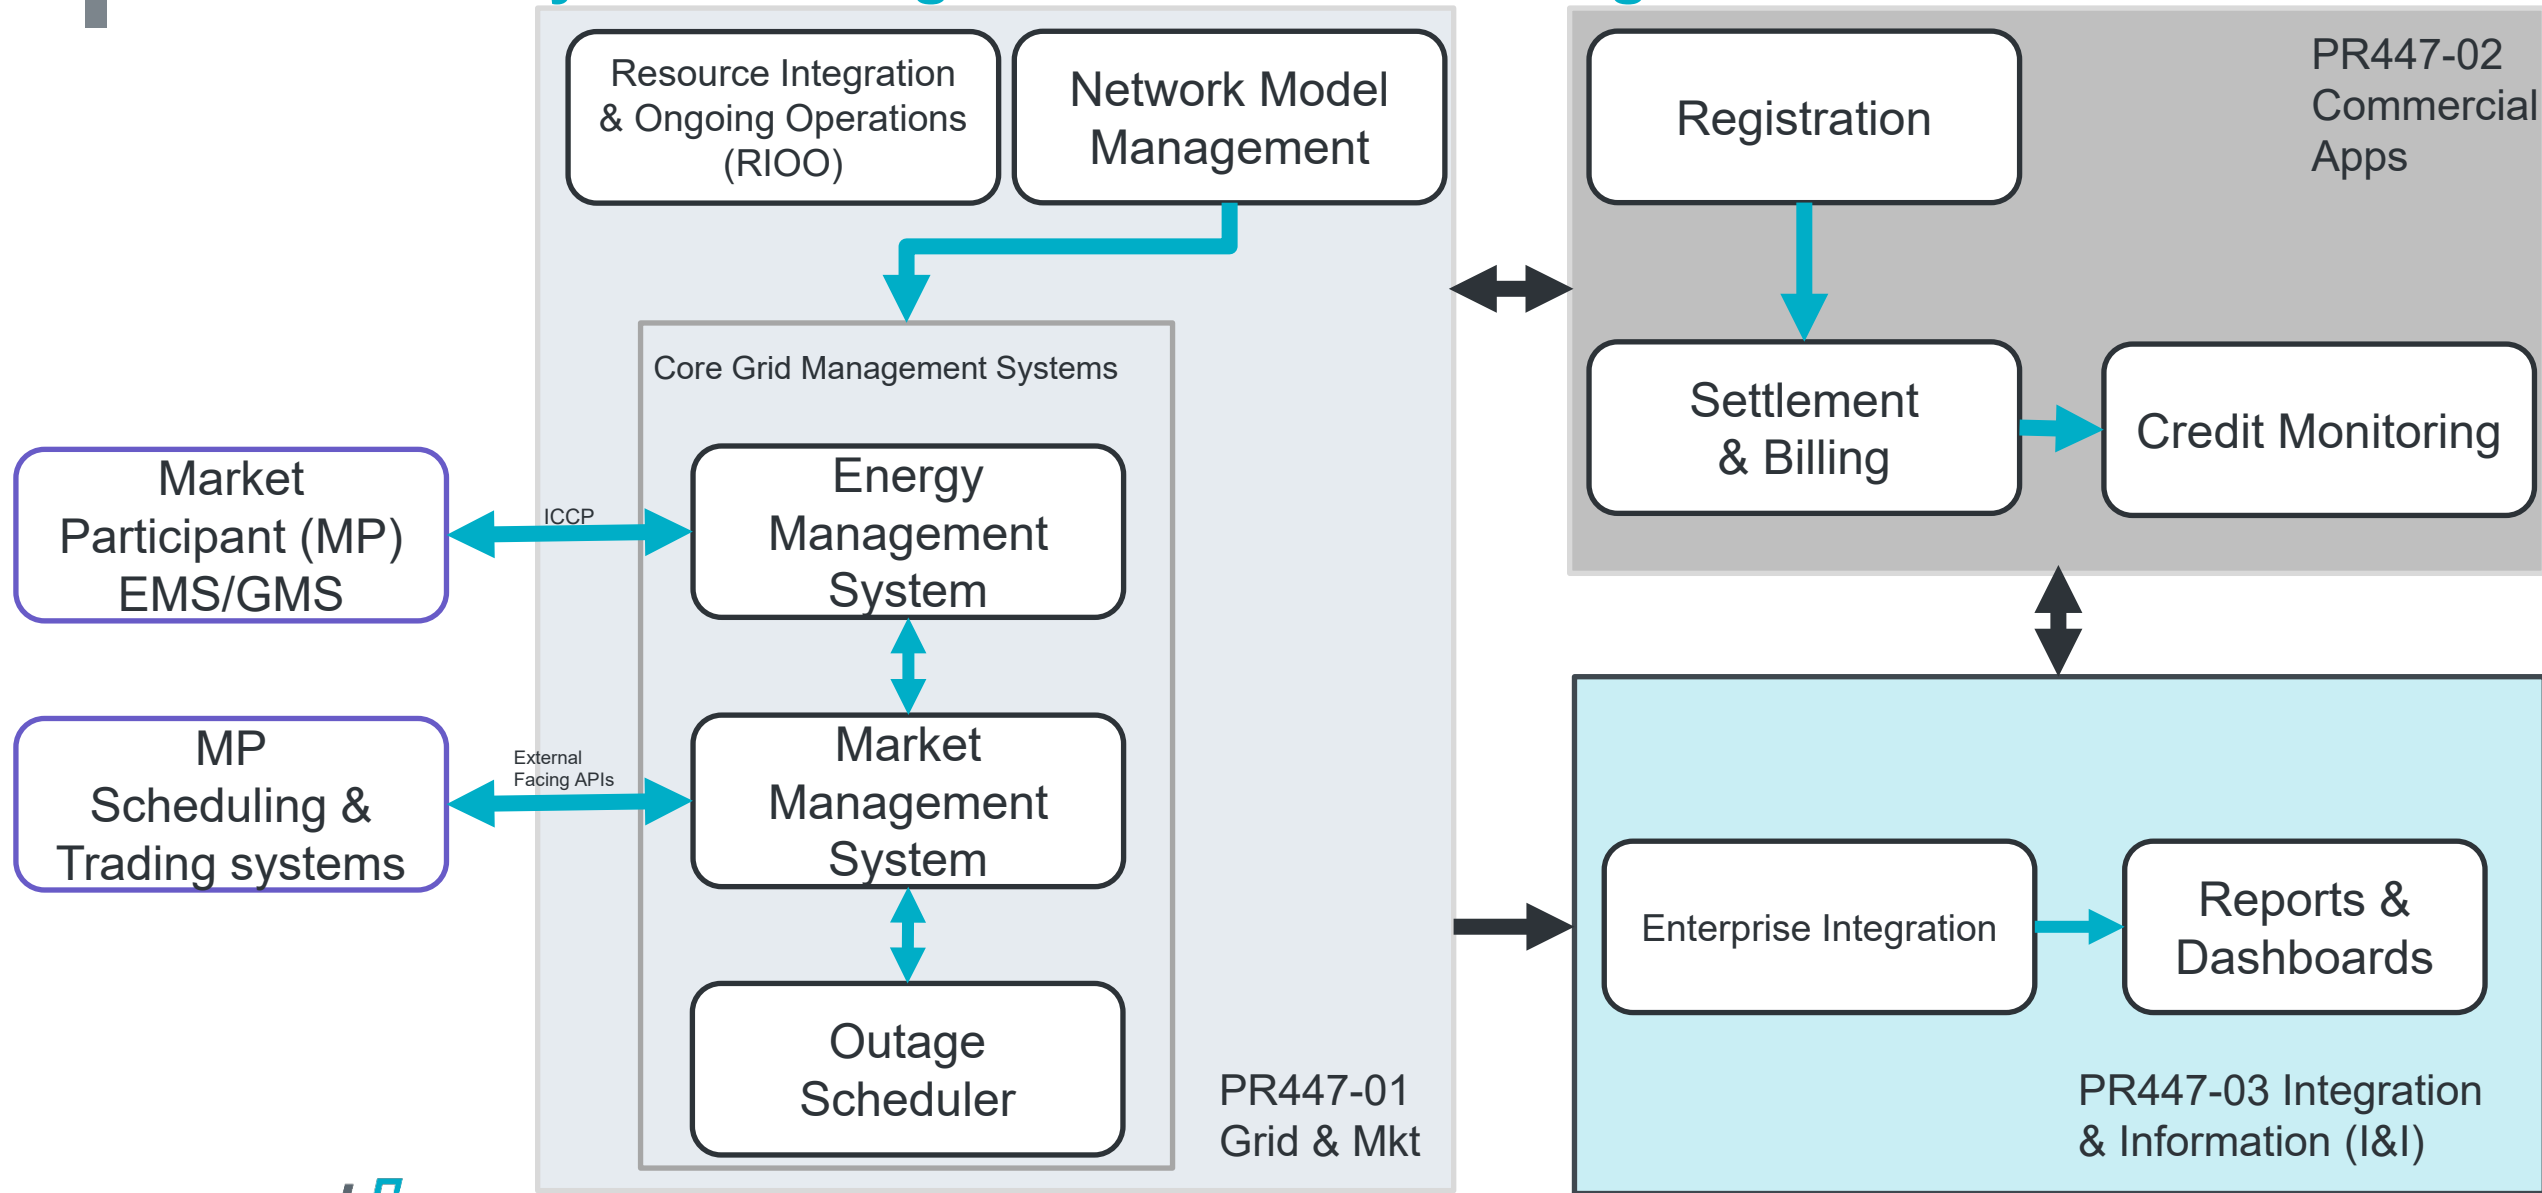 Resource Integration
& Ongoing Operations
(RIOO)
Network Model
Management
Registration
PR447-02
Commercial
Apps
Core Grid Management Systems
Settlement
& Billing
Credit Monitoring
Market
Participant (MP)
EMS/GMS
ICCP
Energy
Management
System
MP
Scheduling &
Trading systems
External
Facing APIs
Market
Management
System
Enterprise Integration
Reports &
Dashboards
Outage
Scheduler
PR447-01
Grid & Mkt
PR447-03 Integration
& Information (I&I)